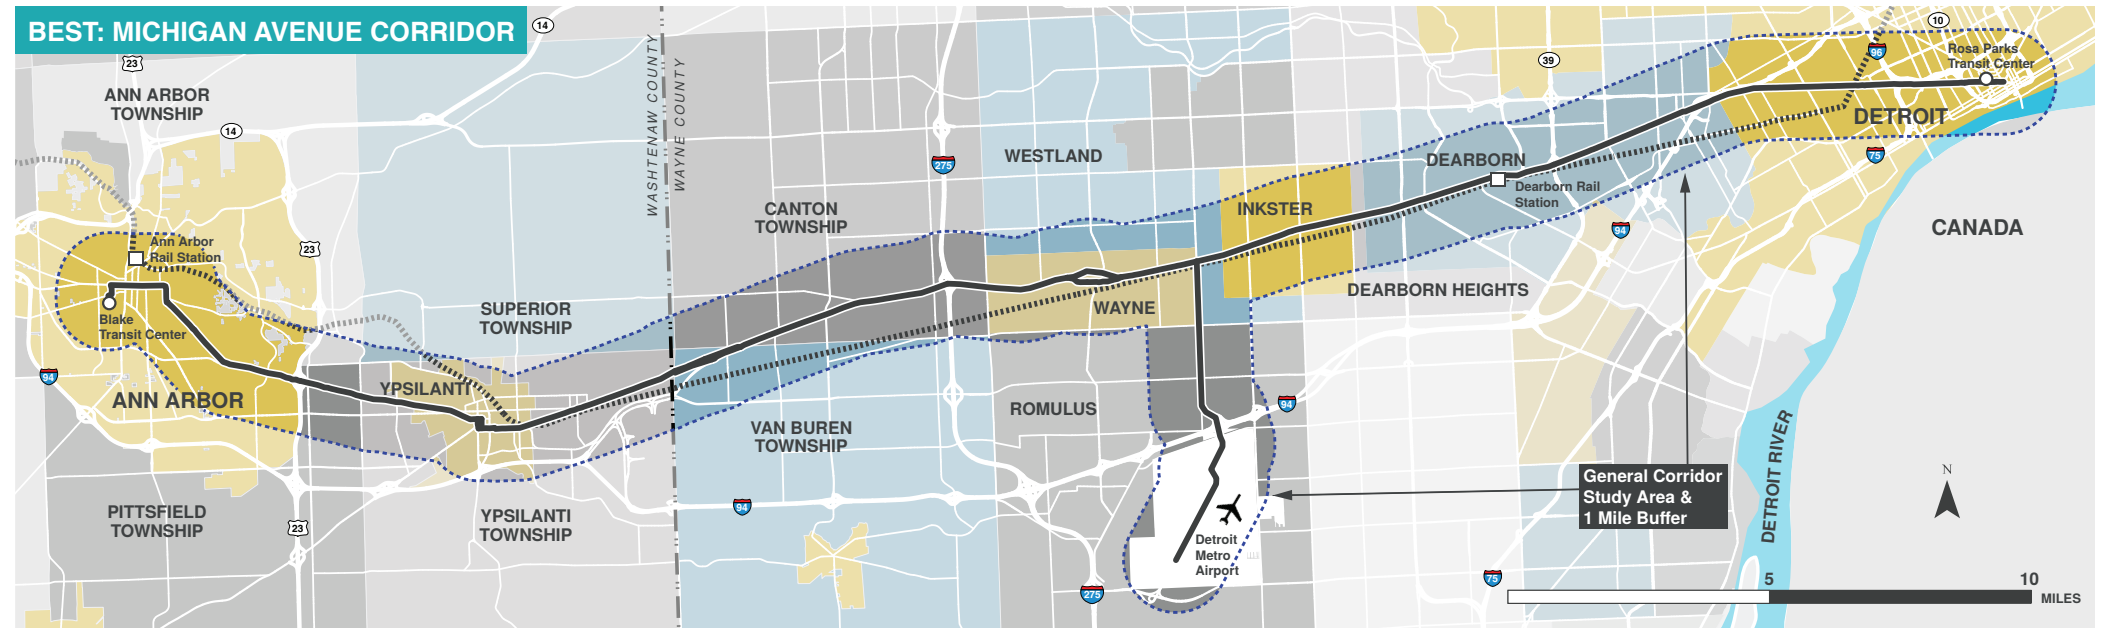 BEST: MICHIGAN AVENUE CORRIDOR
14
23
ANN ARBOR
TOWNSHIP
14
WASHTENAW COUNTY
WAYNE COUNTY
275
WESTLAND
39
10
96
Rosa Parks
Transit Center
DETROIT
75
DEARBORN
Dearborn Rail
Station
CANTON
TOWNSHIP
INKSTER
94
CANADA
Ann Arbor
Rail Station
23
Blake
Transit Center
SUPERIOR
TOWNSHIP
WAYNE
DEARBORN HEIGHTS
94
ANN ARBOR
YPSILANTI
ROMULUS
94
VAN BUREN
TOWNSHIP
General Corridor
Study Area &
1 Mile Buffer
DETROIT RIVER
N
PITTSFIELD
TOWNSHIP
23
YPSILANTI
TOWNSHIP
94
Detroit
Metro
Airport
275
75
5
10
MILES